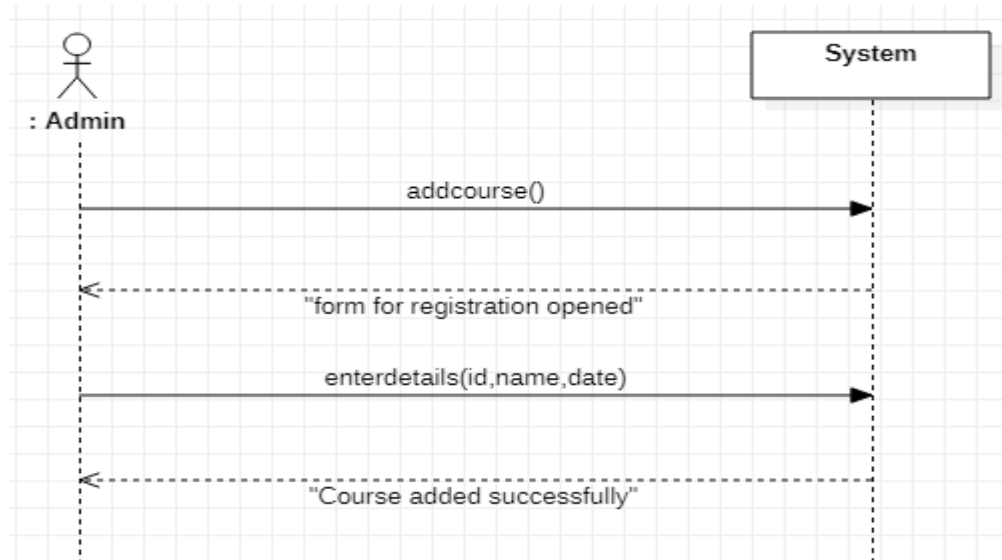 System
: Admin
addcourse()
"form for registration opened"
enterdetails(id,name,date)
"Course added successfully"